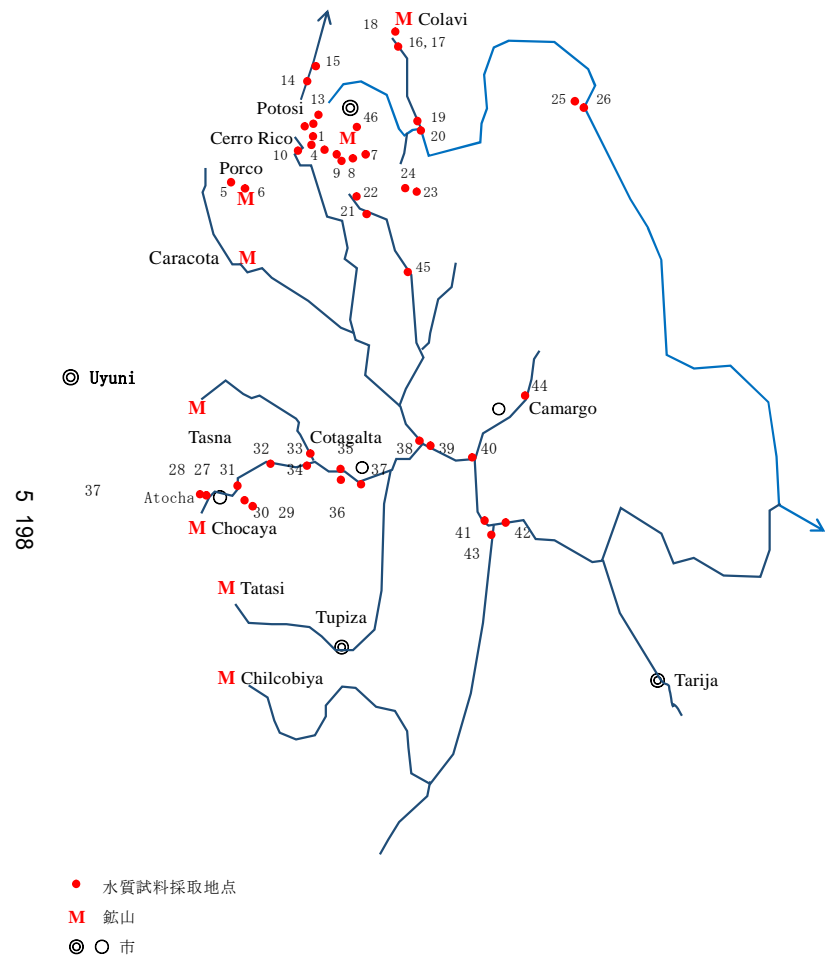 18
M Colavi
16,17
15
14
13
Potosi
46
19
20
25
26
M
Cerro Rico
1
10
4
9
8
7
Porco
5
M
6
24
23
22
21
Caracota M
45
Uyuni
M
44
Camargo
Tasna
Cotagalta
32
33
35
38
39
40
28
27
31
34
37
37
Atocha
30
29
36
M Chocaya
41
42
43
5 198
M Tatasi
Tupiza
M Chilcobiya
Tarija
水質試料採取地点
M 鉱山
市